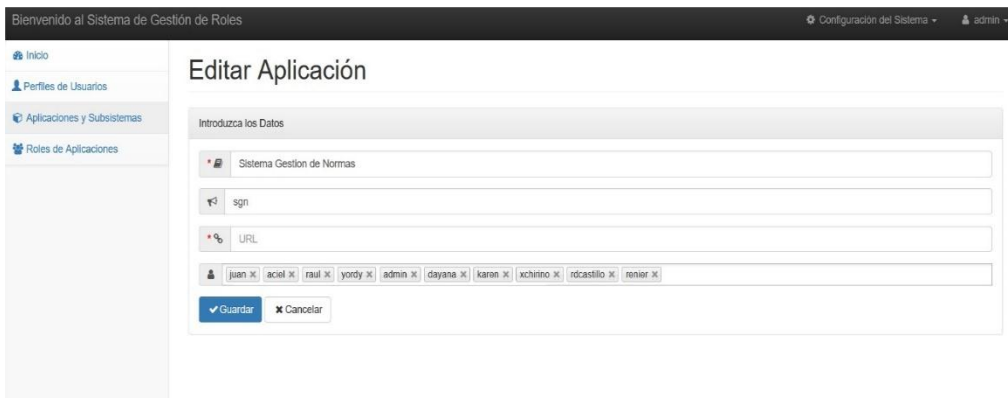 Bienvenido al Sistema de Gestión de Roles
Configuración del Sistema
admin
Inicio
Perfiles de Usuarios
Aplicaciones y Subsistemas
Roles de Aplicaciones
Editar Aplicación
Introduzca los Datos
* Sistema Gestion de Normas
sgn
* URL
juan x aciel x raul x yordy x admin x dayana x karen x xchirino x rdcastillo x renier x
Guardar
Cancelar